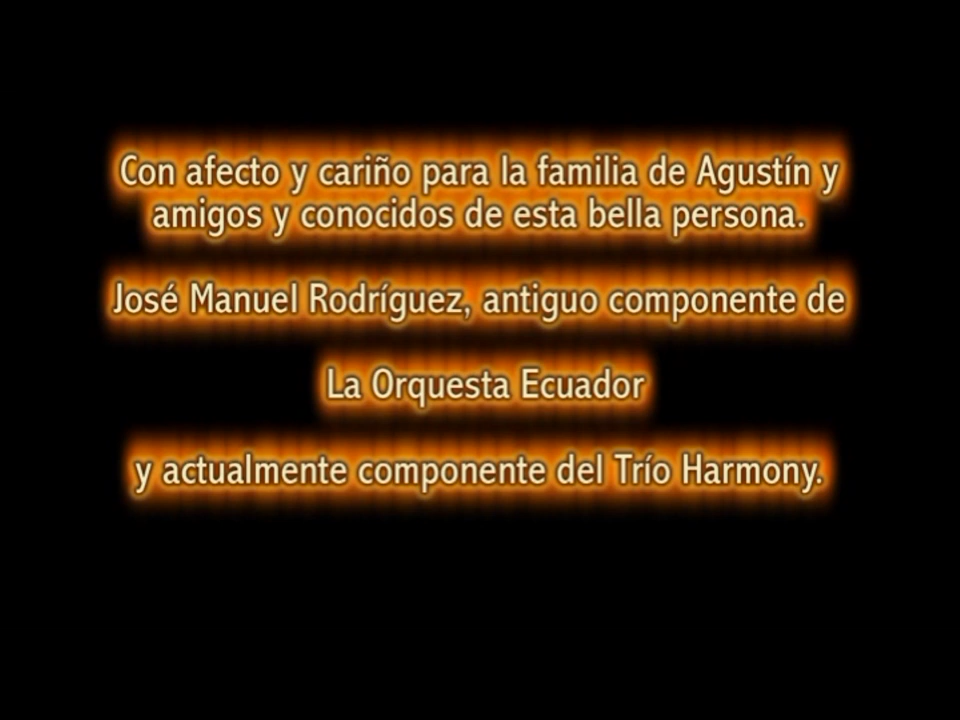 Con afecto y cariño para la familia de Agustín y
amigos y conocidos de esta bella persona.
José Manuel Rodríguez, antiguo componente de
La Orquesta Ecuador
y actualmente componente del Trío Harmony.